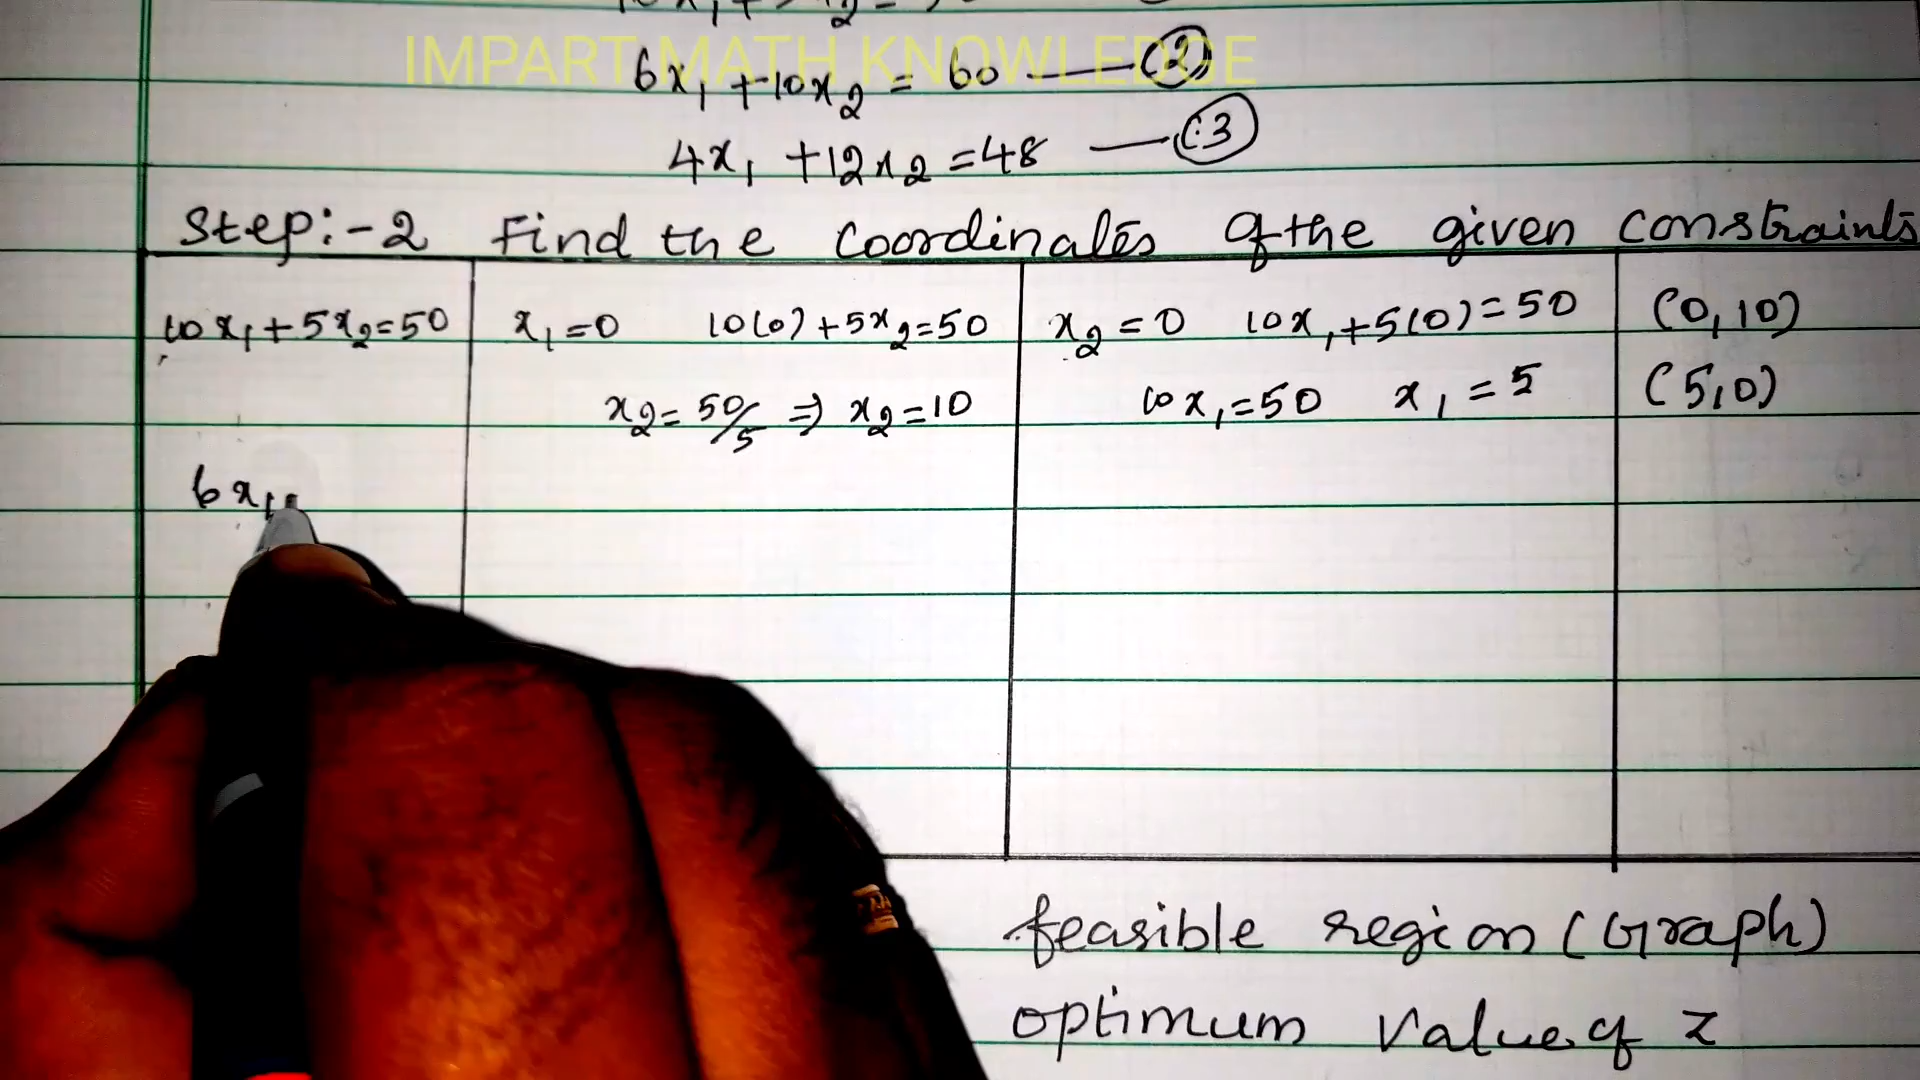 IMPART MATH KNOWLEDGE
6x₁ + 10x₂ = 60 — (2)
4x₁ + 12x₂ = 48 — (3)
Step:-2 Find the Coordinates of the given constraints
10x₁ + 5x₂ = 50 x₁ = 0 10(0) + 5x₂ = 50 x₂ = 0 10x₁ + 5(0) = 50 (0,10)
x₂ = 50/5 ⇒ x₂ = 10 10x₁ = 50 x₁ = 5 (5,0)
6x₁
feasible region (Graph)
optimum value of z